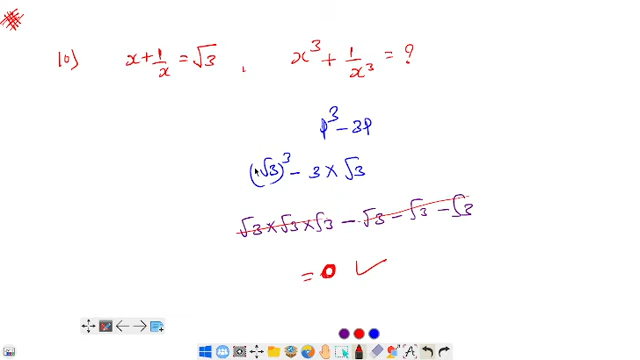 10) x + 1/x = √3 , x³ + 1/x³ = ?
p³ − 3p
(√3)³ − 3 × √3
√3 × √3 × √3 − √3 − √3 − √3
= 0 ✓